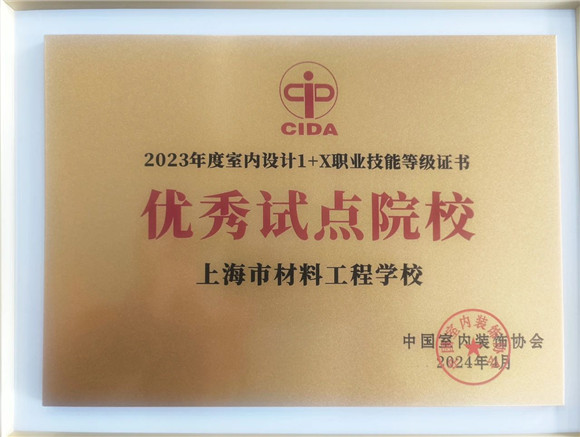 CIDA
2023年度室内设计1+X职业技能等级证书
优秀试点院校
上海市材料工程学校
中国室内装饰协会
2024年4月